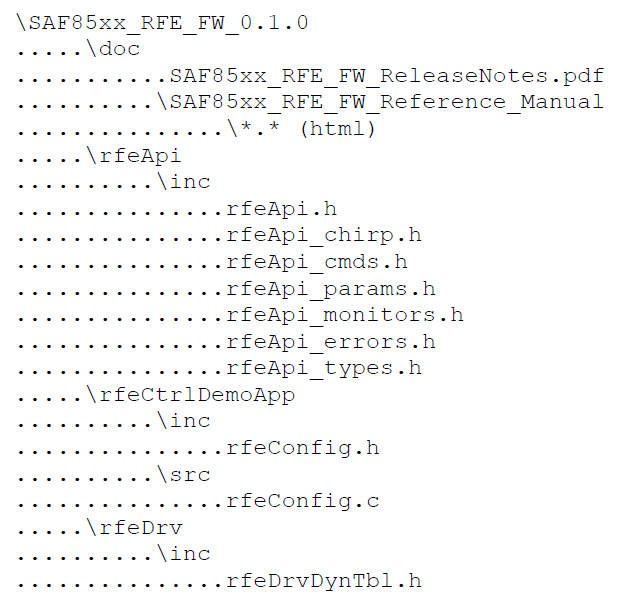 \SAF85xx_RFE_FW_0.1.0
.....\doc
...........SAF85xx_RFE_FW_ReleaseNotes.pdf
..........\SAF85xx_RFE_FW_Reference_Manual
...............\*.* (html)
.....\rfeApi
..........\inc
...............rfeApi.h
...............rfeApi_chirp.h
...............rfeApi_cmds.h
...............rfeApi_params.h
...............rfeApi_monitors.h
...............rfeApi_errors.h
...............rfeApi_types.h
.....\rfeCtrlDemoApp
..........\inc
...............rfeConfig.h
..........\src
...............rfeConfig.c
.....\rfeDrv
..........\inc
...............rfeDrvDynTbl.h